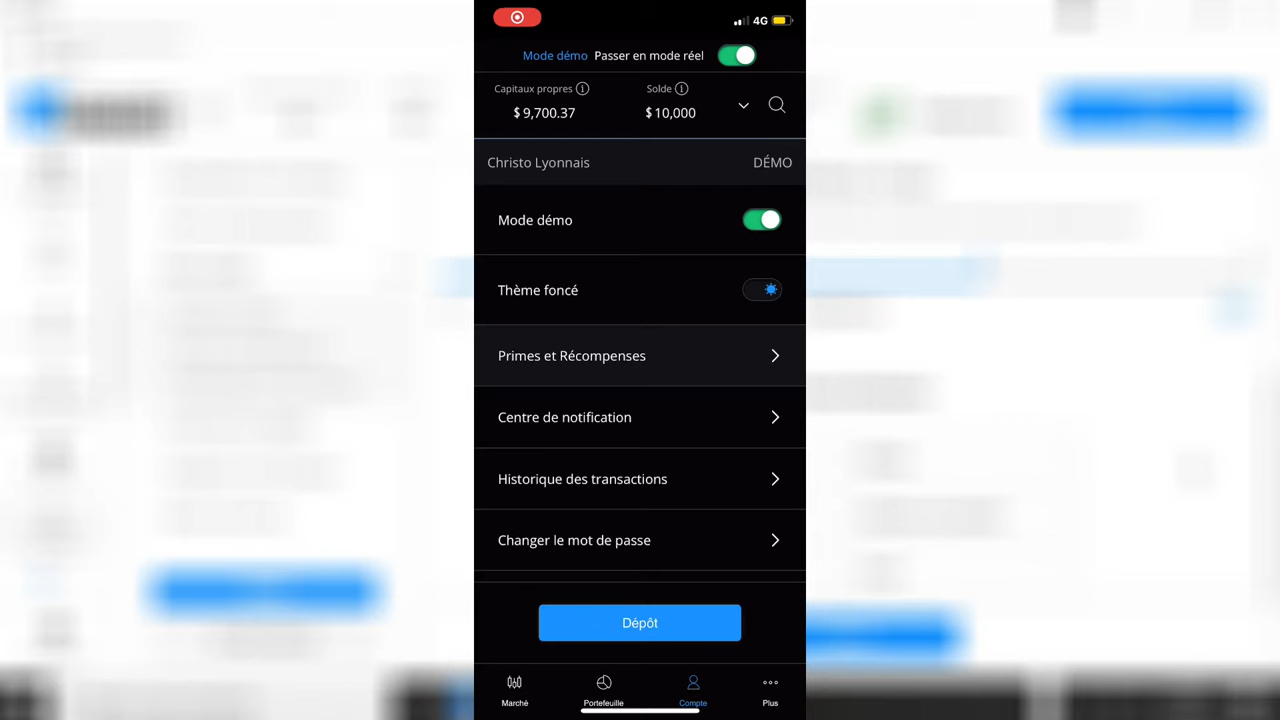 4G
Mode démo Passer en mode réel
Capitaux propres Solde
$ 9,700.37 $ 10,000
Christo Lyonnais DÉMO
Mode démo
Thème foncé
Primes et Récompenses
Centre de notification
Historique des transactions
Changer le mot de passe
Dépôt
Marché Portefeuille Compte Plus